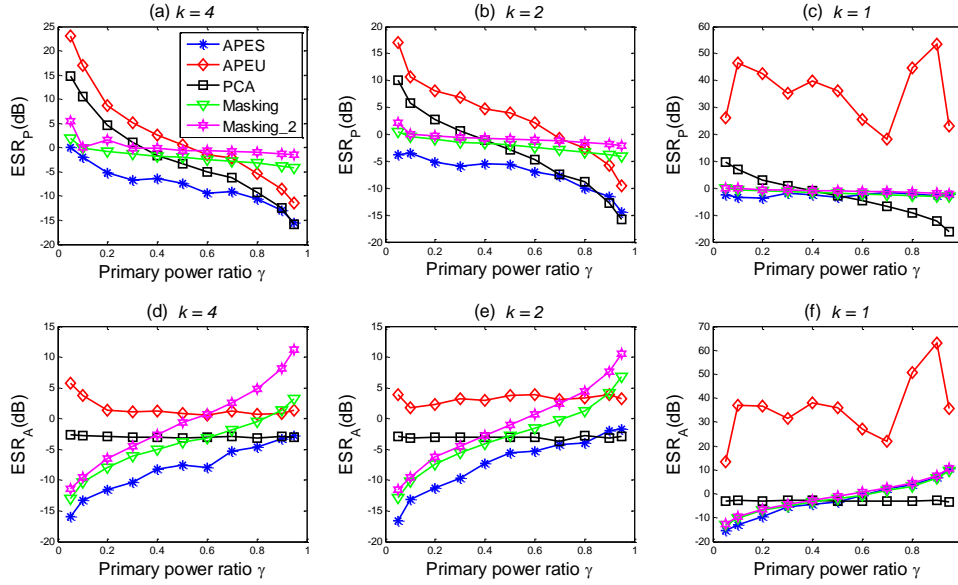 (a) k = 4
ESR_P(dB)
25
20
15
10
5
0
-5
-10
-15
-20
0 0.2 0.4 0.6 0.8 1
Primary power ratio γ
APES
APEU
PCA
Masking
Masking_2
(b) k = 2
ESR_P(dB)
20
15
10
5
0
-5
-10
-15
-20
0 0.2 0.4 0.6 0.8 1
Primary power ratio γ
(c) k = 1
ESR_P(dB)
60
50
40
30
20
10
0
-10
-20
0.2 0.4 0.6 0.8
Primary power ratio γ
(d) k = 4
ESR_A(dB)
15
10
5
0
-5
-10
-15
-20
0 0.2 0.4 0.6 0.8 1
Primary power ratio γ
(e) k = 2
ESR_A(dB)
15
10
5
0
-5
-10
-15
-20
0 0.2 0.4 0.6 0.8 1
Primary power ratio γ
(f) k = 1
ESR_A(dB)
70
60
50
40
30
20
10
0
-10
-20
0 0.2 0.4 0.6 0.8
Primary power ratio γ